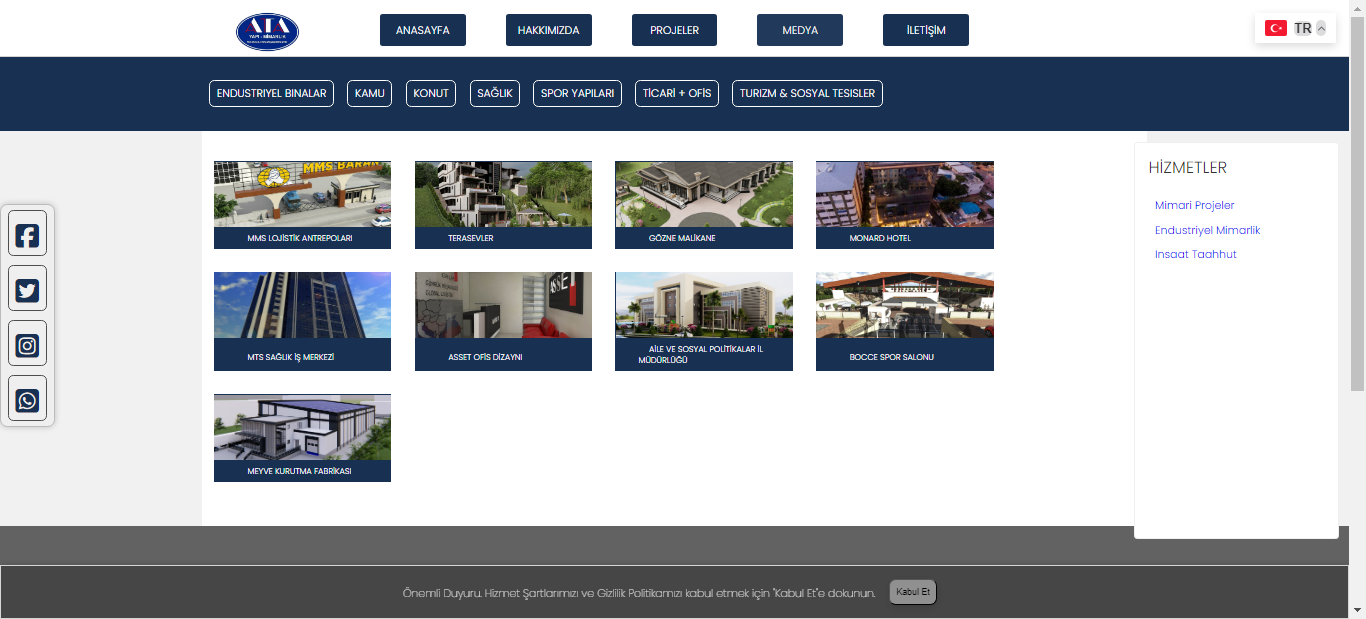 ATA
YAPI - MİMARLIK
ANASAYFA
HAKKIMIZDA
PROJELER
MEDYA
İLETİŞİM
TR
ENDUSTRIYEL BINALAR
KAMU
KONUT
SAĞLIK
SPOR YAPILARI
TİCARİ + OFİS
TURIZM & SOSYAL TESISLER
HİZMETLER
Mimari Projeler
Endustriyel Mimarlik
Insaat Taahhut
MMS BARAN
MMS LOJİSTİK ANTREPOLARI
TERASEVLER
GÖZNE MALİKANE
MONARD HOTEL
ASSET
MTS SAĞLIK İŞ MERKEZİ
ASSET OFİS DİZAYNI
AİLE VE SOSYAL POLİTİKALAR İL
MÜDÜRLÜĞÜ
BOCCE SPOR SALONU
MEYVE KURUTMA FABRİKASI
Önemli Duyuru. Hizmet Şartlarımızı ve Gizlilik Politikamızı kabul etmek için "Kabul Et"e dokunun.
Kabul Et